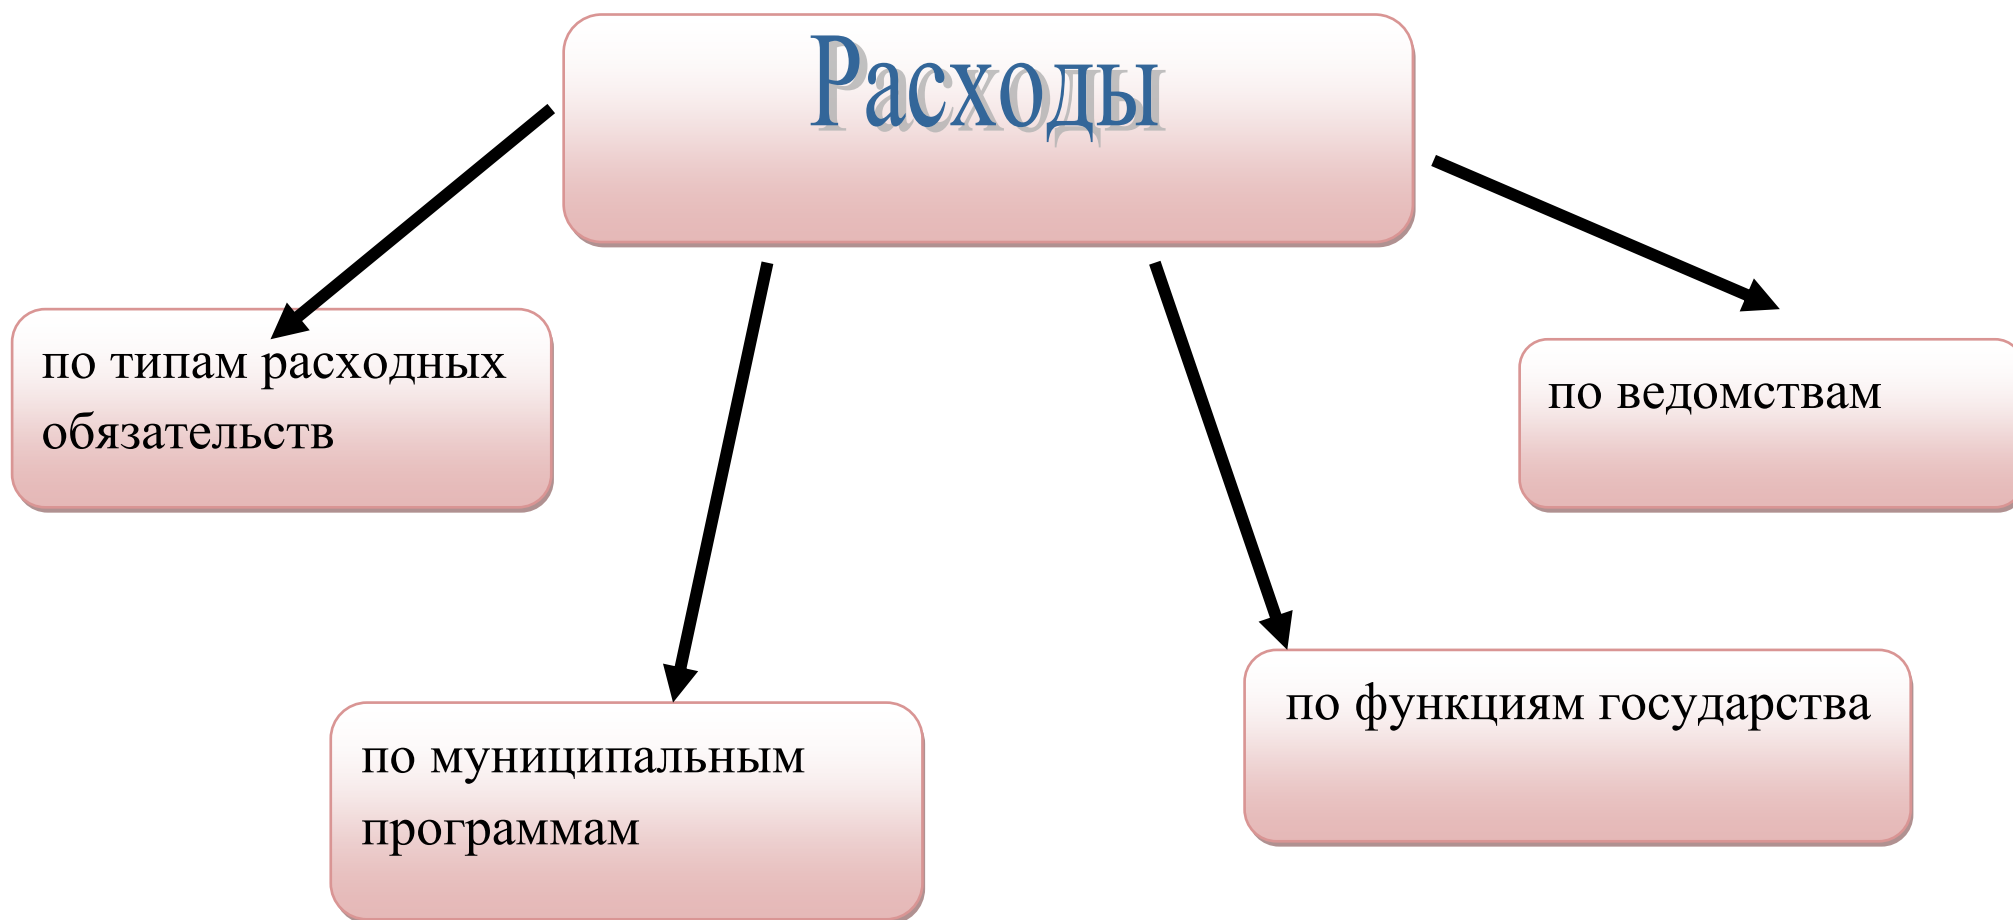 Расходы
по типам расходных
обязательств
по ведомствам
по муниципальным
программам
по функциям государства